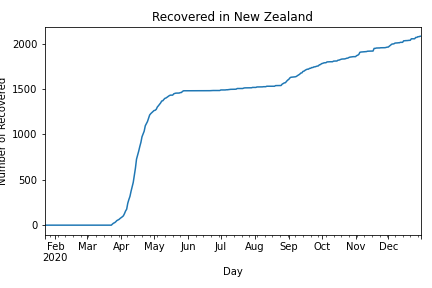 Recovered in New Zealand
Number of Recovered
2000
1500
1000
500
0
Feb Mar Apr May Jun Jul Aug Sep Oct Nov Dec
2020
Day